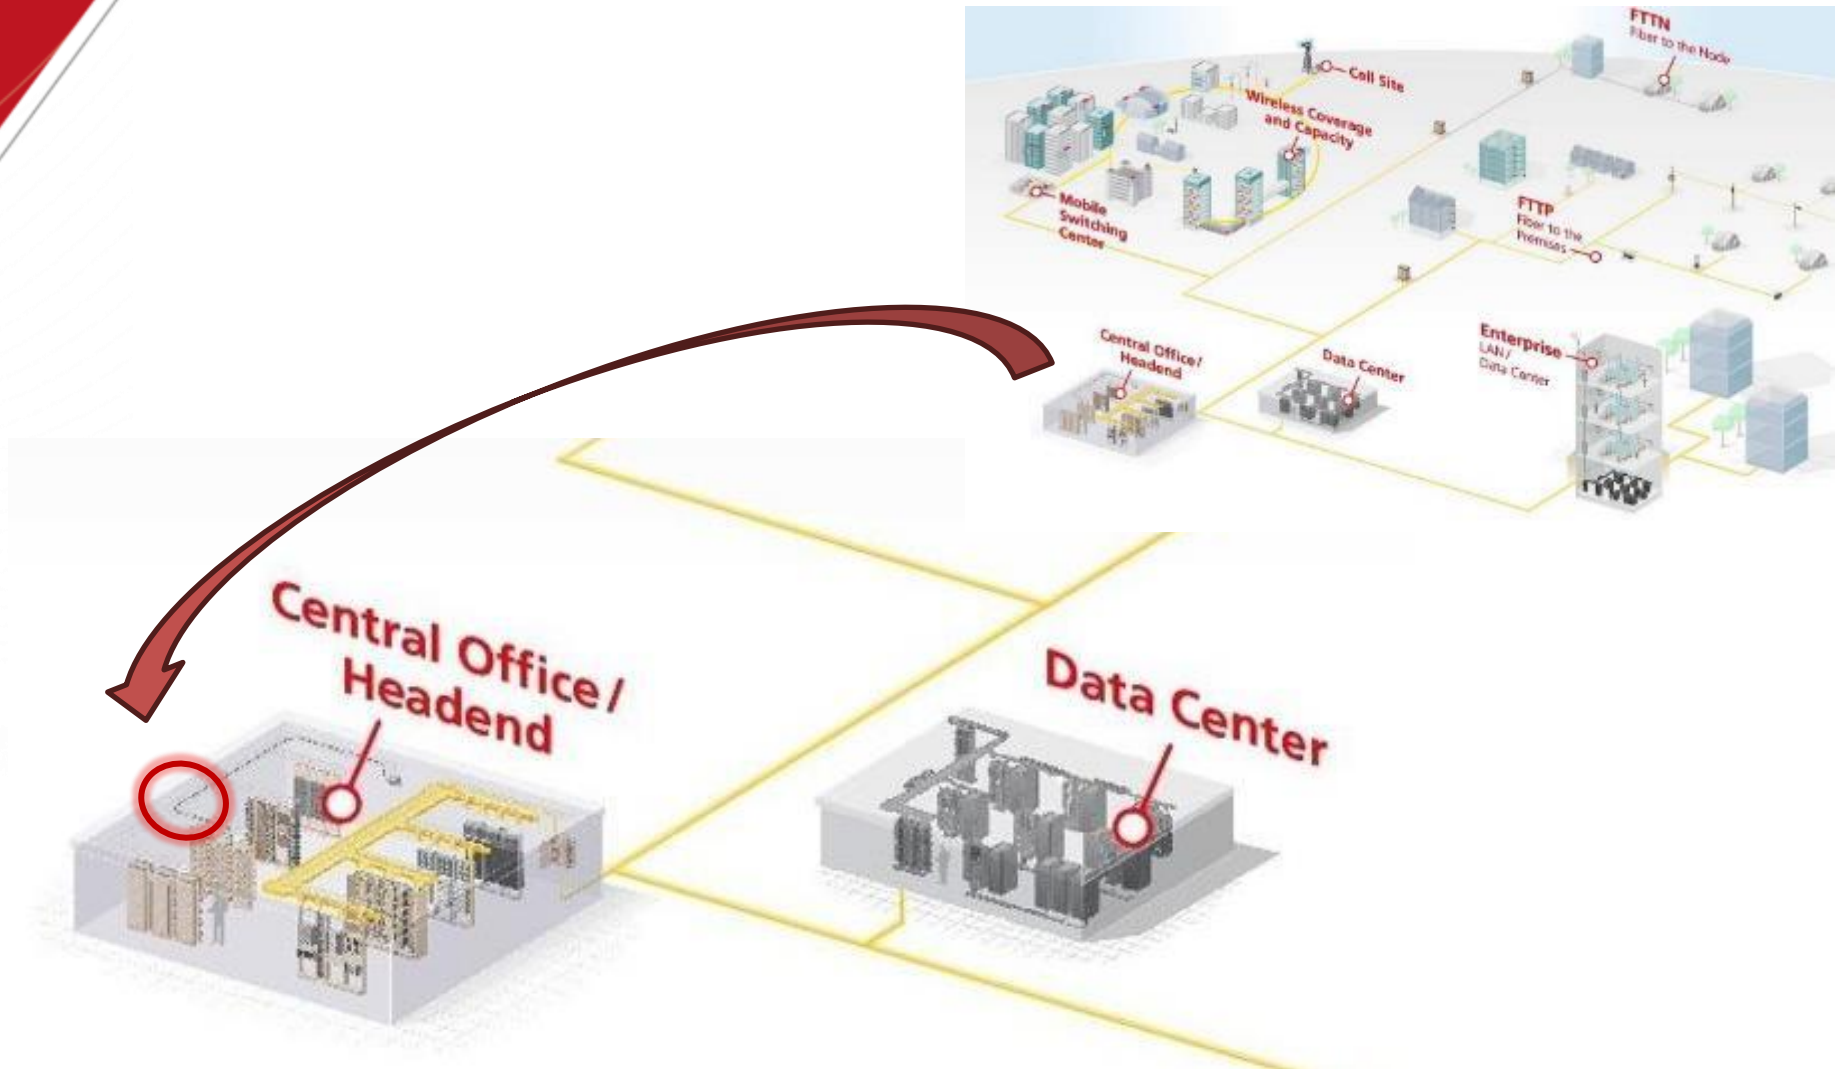 FTTN
Fiber to the Node
Cell Site
Wireless Coverage
and Capacity
Mobile
Switching
Center
FTTP
Fiber to the
Premises
Central Office/
Headend
Data Center
Enterprise
LAN/
Data Center
Central Office/
Headend
Data Center